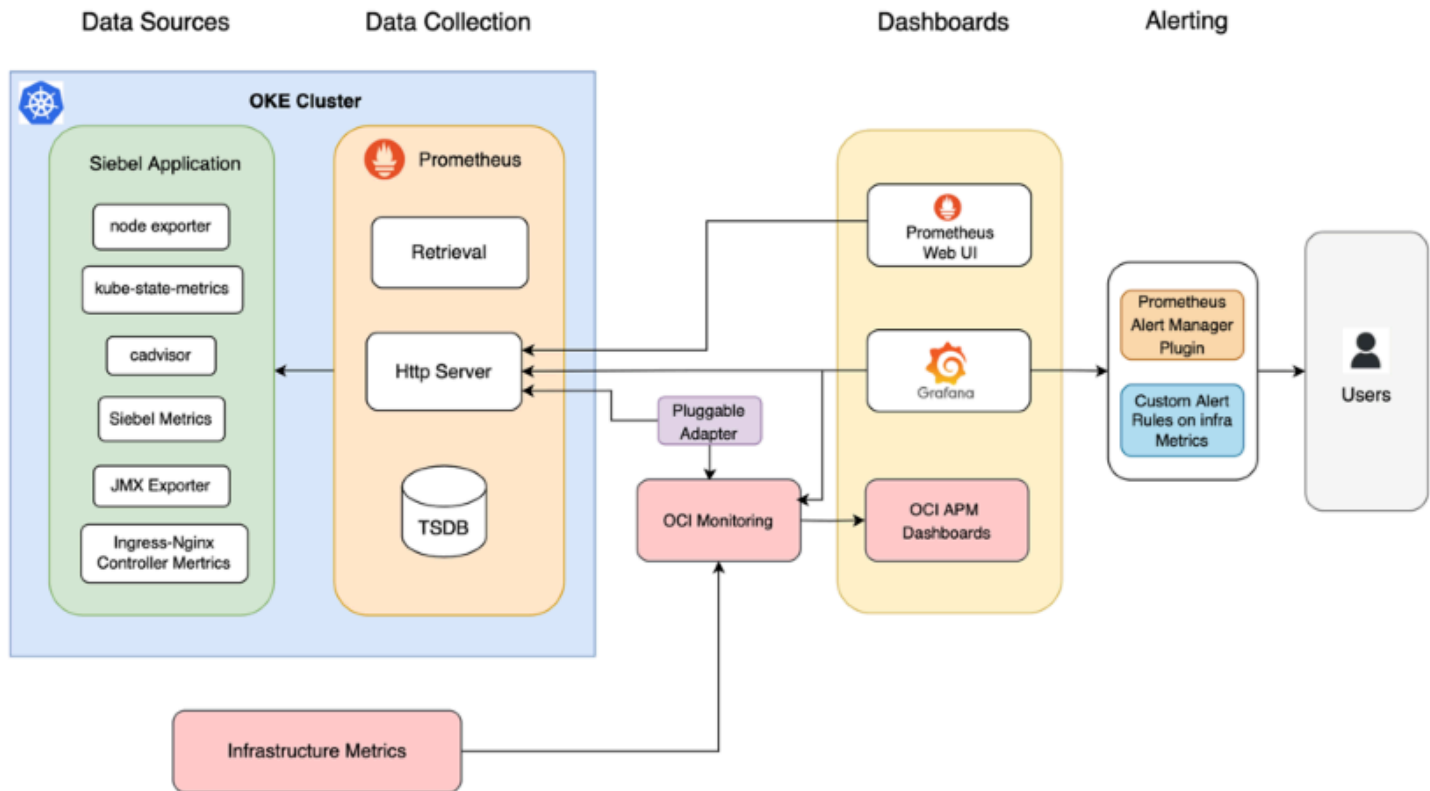 Data Sources
Data Collection
Dashboards
Alerting
OKE Cluster
Siebel Application
node exporter
kube-state-metrics
cadvisor
Siebel Metrics
JMX Exporter
Ingress-Nginx
Controller Mertrics
Prometheus
Retrieval
Http Server
TSDB
Pluggable
Adapter
OCI Monitoring
Infrastructure Metrics
Prometheus
Web UI
Grafana
OCI APM
Dashboards
Prometheus
Alert Manager
Plugin
Custom Alert
Rules on infra
Metrics
Users